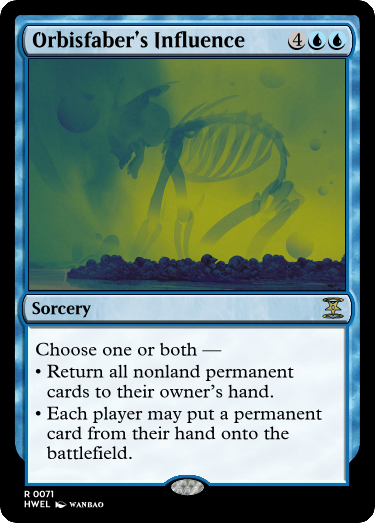 Orbisfaber's Influence 4
Sorcery
Choose one or both —
• Return all nonland permanent
cards to their owner's hand.
• Each player may put a permanent
card from their hand onto the
battlefield.
R 0071
HWEL WANBAO